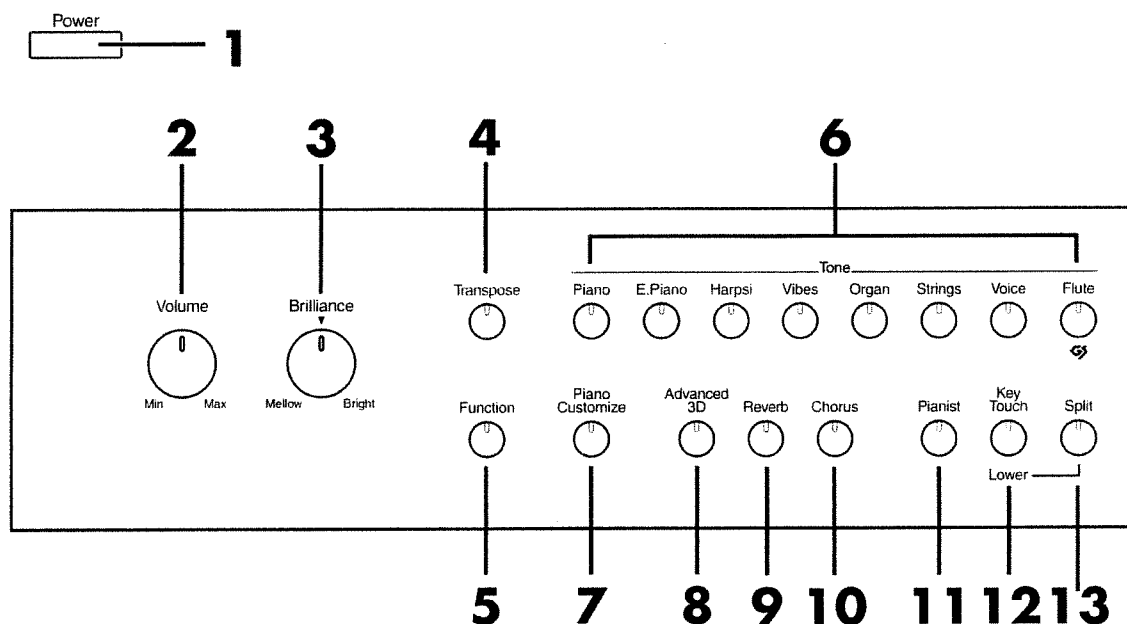 Power
1
2 3 4 6
Tone
Volume Brilliance Transpose Piano E.Piano Harpsi Vibes Organ Strings Voice Flute
GS
Min Max Mellow Bright
Function Piano Customize Advanced 3D Reverb Chorus Pianist Key Touch Split
Lower
5 7 8 9 10 11 12 13